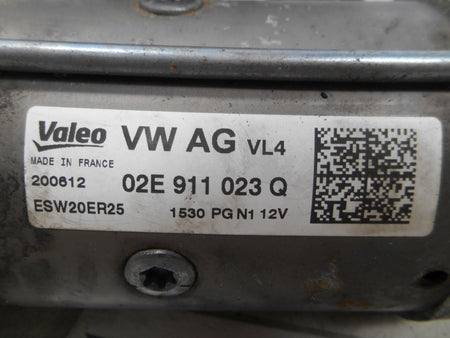 Valeo VW AG VL4
MADE IN FRANCE
200612 02E 911 023 Q
ESW20ER25 1530 PG N1 12V